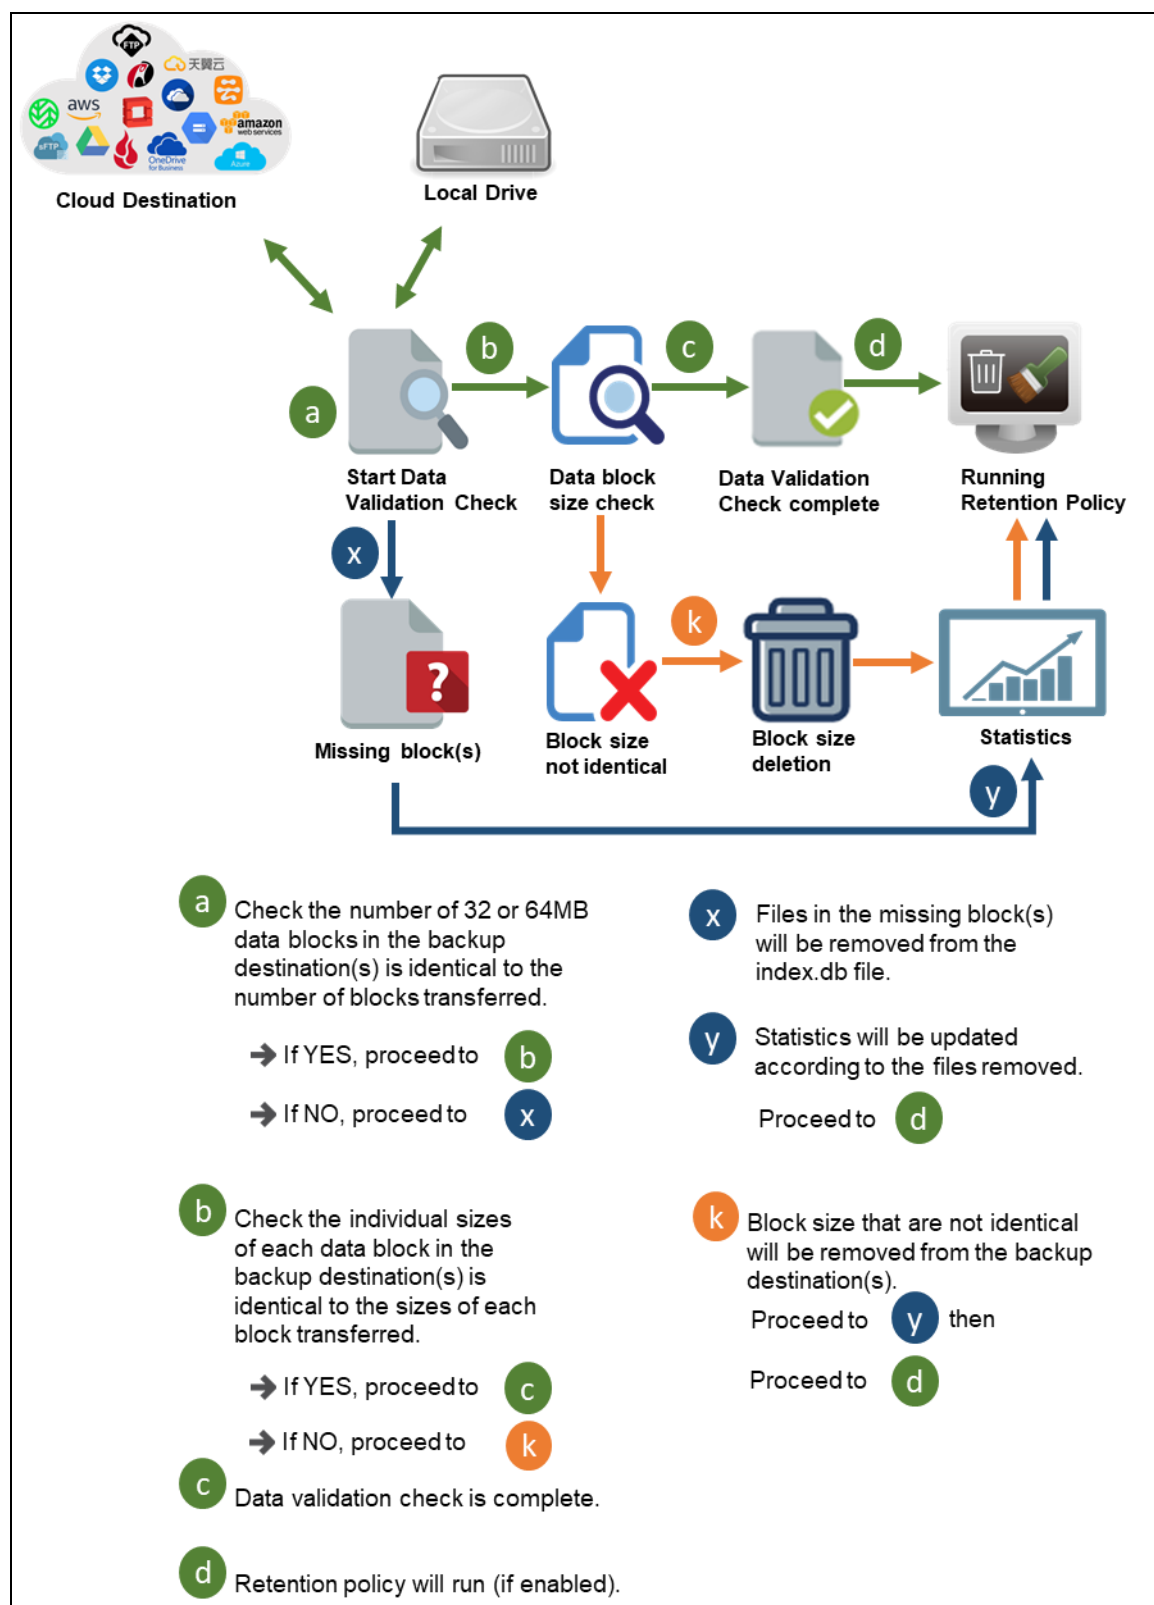 FTP
天翼云
aws
amazon
web services
sFTP
OneDrive
for Business
Azure
Cloud Destination
Local Drive
b
c
d
a
Start Data
Validation Check
Data block
size check
Data Validation
Check complete
Running
Retention Policy
x
k
?
Missing block(s)
Block size
not identical
Block size
deletion
Statistics
y
a
Check the number of 32 or 64MB
data blocks in the backup
destination(s) is identical to the
number of blocks transferred.
If YES, proceed to b
If NO, proceed to x
b
Check the individual sizes
of each data block in the
backup destination(s) is
identical to the sizes of each
block transferred.
If YES, proceed to c
If NO, proceed to k
c
Data validation check is complete.
d
Retention policy will run (if enabled).
x
Files in the missing block(s)
will be removed from the
index.db file.
y
Statistics will be updated
according to the files removed.
Proceed to d
k
Block size that are not identical
will be removed from the backup
destination(s).
Proceed to y then
Proceed to d